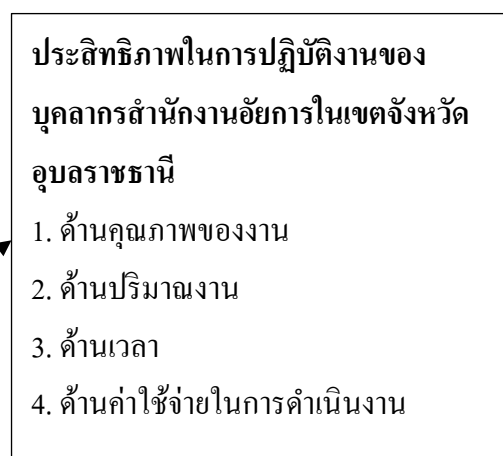 ประสิทธิภาพในการปฏิบัติงานของ
บุคลากรสำนักงานอัยการในเขตจังหวัด
อุบลราชธานี
1. ด้านคุณภาพของงาน
2. ด้านปริมาณงาน
3. ด้านเวลา
4. ด้านค่าใช้จ่ายในการดำเนินงาน